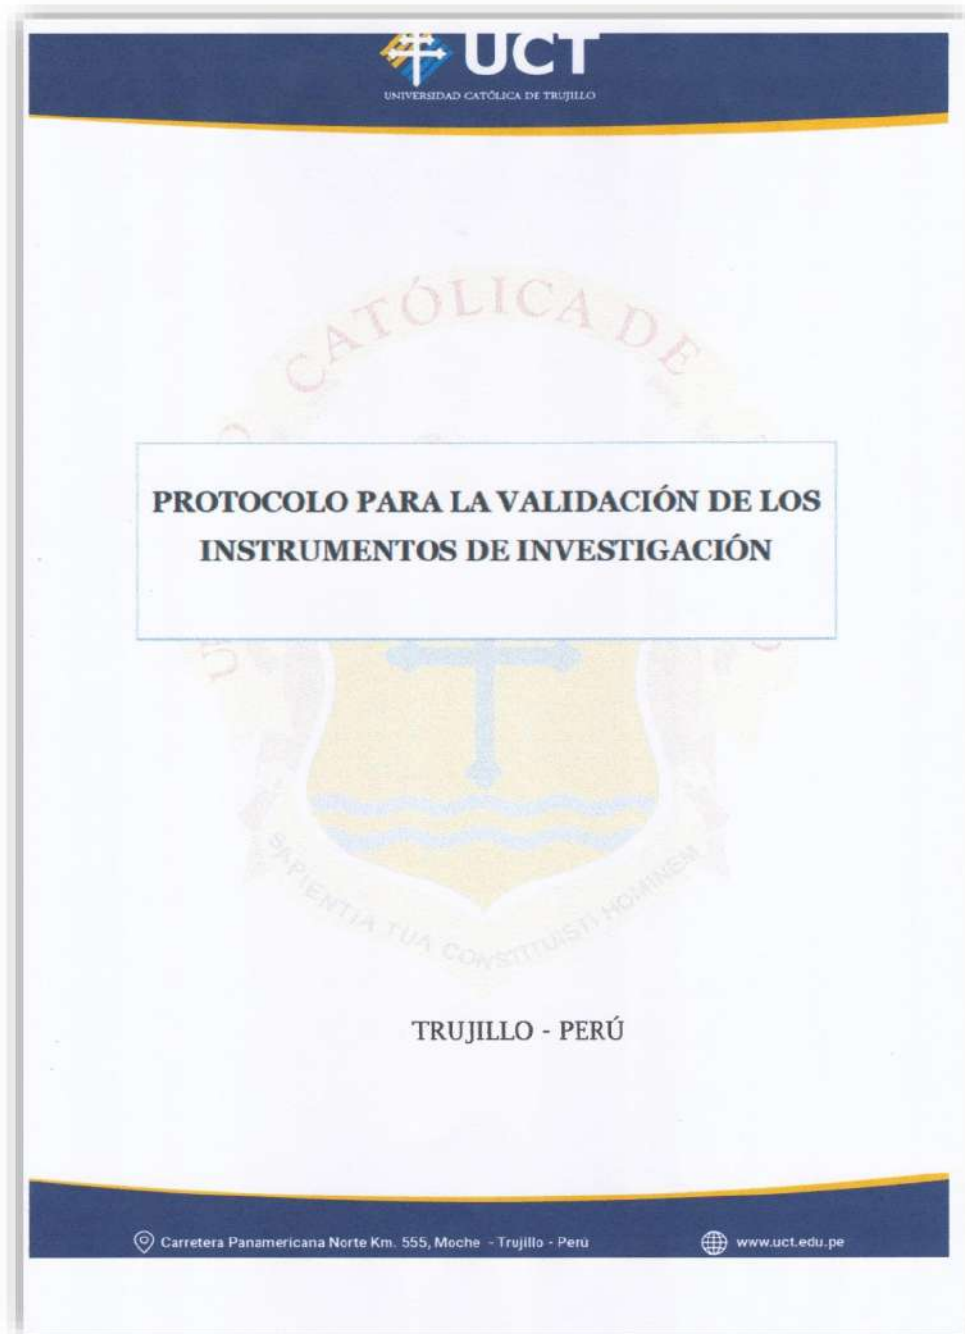 UCT
UNIVERSIDAD CATÓLICA DE TRUJILLO
CATÓLICA DE
PROTOCOLO PARA LA VALIDACIÓN DE LOS
INSTRUMENTOS DE INVESTIGACIÓN
SAPIENTIA TUA CONSTITUISTI HOMINEM
TRUJILLO - PERÚ
Carretera Panamericana Norte Km. 555, Moche - Trujillo - Perú
www.uct.edu.pe